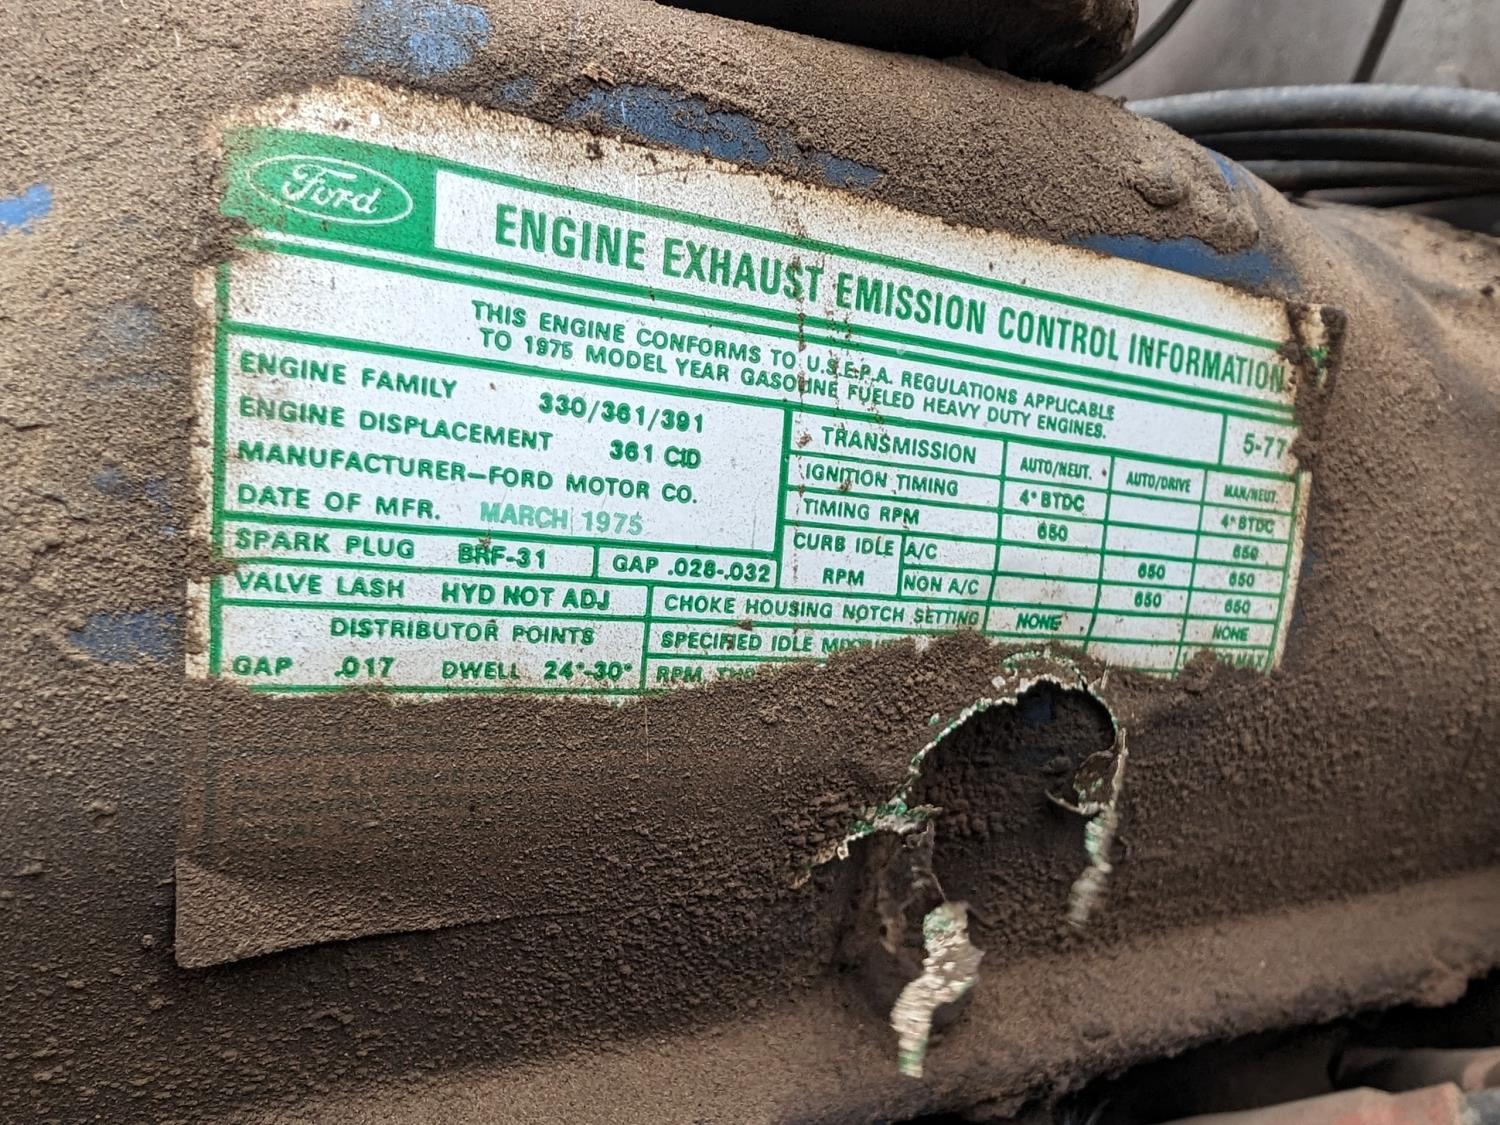 Ford
ENGINE EXHAUST EMISSION CONTROL INFORMATION
THIS ENGINE CONFORMS TO U.S.E.P.A. REGULATIONS APPLICABLE
TO 1975 MODEL YEAR GASOLINE FUELED HEAVY DUTY ENGINES.
5-77
ENGINE FAMILY 330/361/391
ENGINE DISPLACEMENT 361 CID
MANUFACTURER-FORD MOTOR CO.
DATE OF MFR. MARCH 1975
SPARK PLUG BRF-31 GAP .028-.032
VALVE LASH HYD NOT ADJ
DISTRIBUTOR POINTS
GAP .017 DWELL 24°-30°
TRANSMISSION AUTO/NEUT. AUTO/DRIVE MAN/NEUT.
IGNITION TIMING 4° BTDC 4° BTDC
TIMING RPM 650 650
CURB IDLE RPM A/C 650 650
NON A/C 650 650
CHOKE HOUSING NOTCH SETTING NONE NONE
SPECIFIED IDLE
RPM